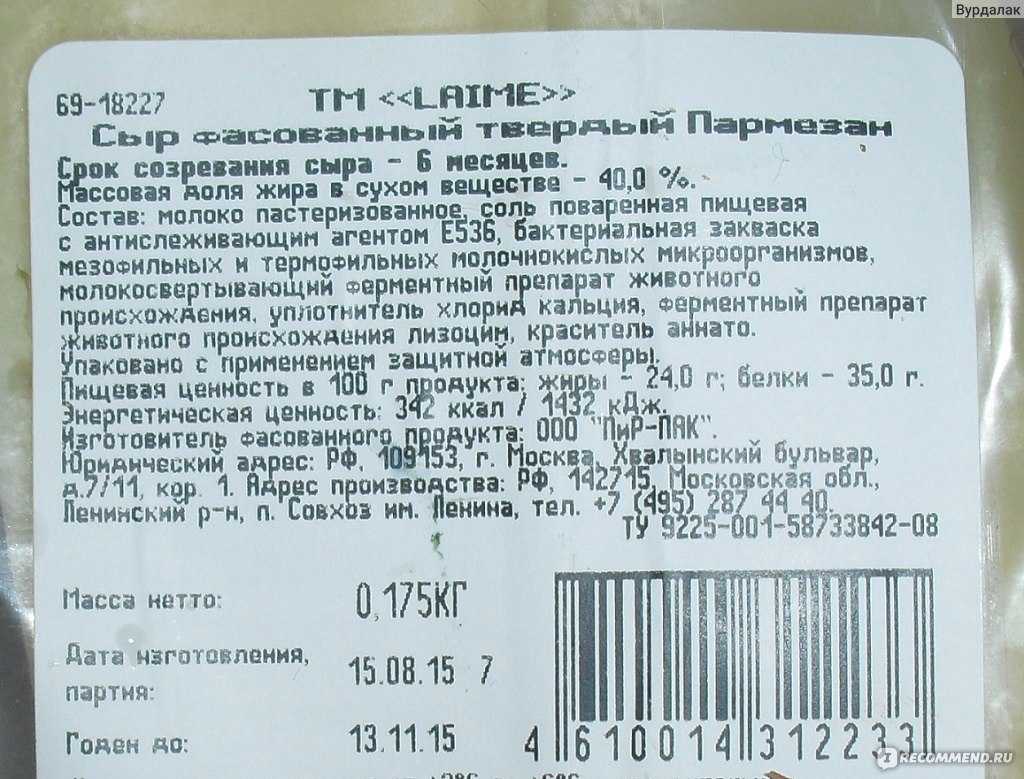 Вурдалак
69-18227
ТМ <<LAIME>>
Сыр фасованный твердый Пармезан
Срок созревания сыра - 6 месяцев.
Массовая доля жира в сухом веществе - 40,0 %.
Состав: молоко пастеризованное, соль поваренная пищевая
с антислеживающим агентом Е536, бактериальная закваска
мезофильных и термофильных молочнокислых микроорганизмов,
молокосвертывающий ферментный препарат животного
происхождения, уплотнитель хлорид кальция, ферментный препарат
животного происхождения лизоцим, краситель аннато.
Упаковано с применением защитной атмосферы.
Пищевая ценность в 100 г продукта: жиры - 24,0 г; белки - 35,0 г.
Энергетическая ценность: 342 ккал / 1432 кДж.
Изготовитель фасованного продукта: ООО "ПиР-ПАК".
Юридический адрес: РФ, 109153, г. Москва, Хвалынский бульвар,
д.7/11, кор. 1. Адрес производства: РФ, 142715, Московская обл.,
Ленинский р-н, п. Совхоз им. Ленина, тел. +7 (495) 287 44 40.
ТУ 9225-001-58733842-08
Масса нетто: 0,175КГ
Дата изготовления,
партия: 15.08.15 7
Годен до: 13.11.15
4 610014 312233
IRECOMMEND.RU